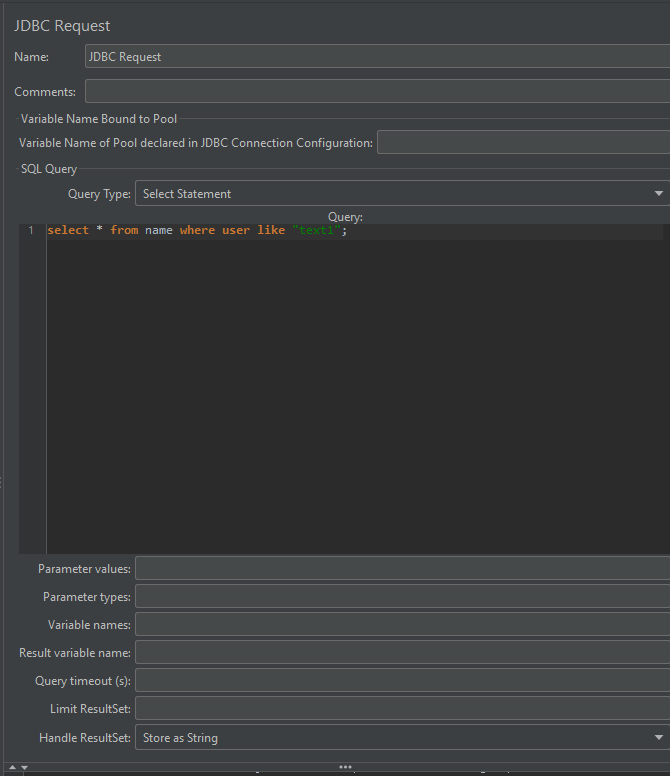 JDBC Request
Name: JDBC Request
Comments:
Variable Name Bound to Pool
Variable Name of Pool declared in JDBC Connection Configuration:
SQL Query
Query Type: Select Statement
Query:
1 select * from name where user like "text1";
Parameter values:
Parameter types:
Variable names:
Result variable name:
Query timeout (s):
Limit ResultSet:
Handle ResultSet: Store as String